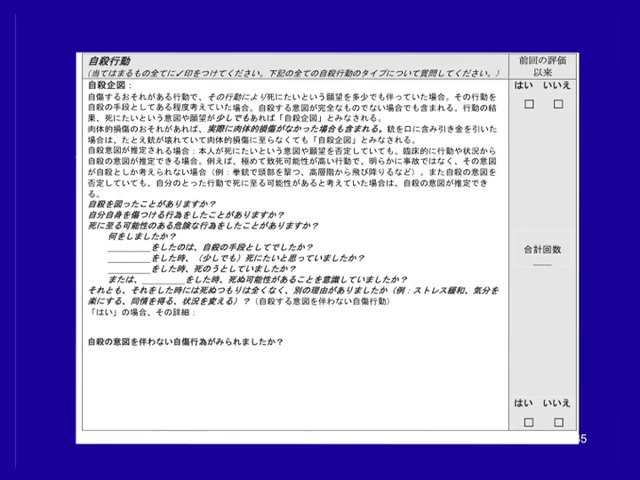 自殺行動
(当てはまるもの全てに✓印をつけてください。下記の全ての自殺行動のタイプについて質問してください。)
前回の評価
以来
自殺企図：
はい いいえ
自傷するおそれがある行動で、その行動により死にたいという願望を多少でも伴っていた場合。その行動を
自殺の手段としてある程度考えていた場合。自殺する意図が完全なものでない場合でも含まれる。行動の結
果、死にたいという意図や願望が少しでもあれば「自殺企図」とみなされる。
肉体的損傷のおそれがあれば、実際に肉体的損傷がなかった場合も含まれる。銃を口に含み引き金を引いた
場合は、たとえ銃が壊れていて肉体的損傷に至らなくても「自殺企図」とみなされる。
自殺意図が推定される場合：本人が死にたいという意図や願望を否定していても、臨床的に行動や状況から
自殺の意図が推定できる場合。例えば、極めて致死可能性が高い行動で、明らかに事故ではなく、その意図
が自殺としか考えられない場合（例：拳銃で頭部を撃つ、高層階から飛び降りるなど）。また自殺の意図を
否定していても、自分のとった行動で死に至る可能性があると考えていた場合は、自殺の意図が推定でき
る。
自殺を図ったことがありますか？
自分自身を傷つける行為をしたことがありますか？
死に至る可能性のある危険な行為をしたことがありますか？
何をしましたか？
______をしたのは、自殺の手段としてでしたか？
______をした時、（少しでも）死にたいと思っていましたか？
______をした時、死のうとしていましたか？
または、______をした時、死ぬ可能性があることを意識していましたか？
合計回数
それとも、それをした時には死ぬつもりは全くなく、別の理由がありましたか（例：ストレス緩和、気分を
楽にする、同情を得る、状況を変える）？（自殺する意図を伴わない自傷行動）
「はい」の場合、その詳細：
自殺の意図を伴わない自傷行為がみられましたか？
はい いいえ